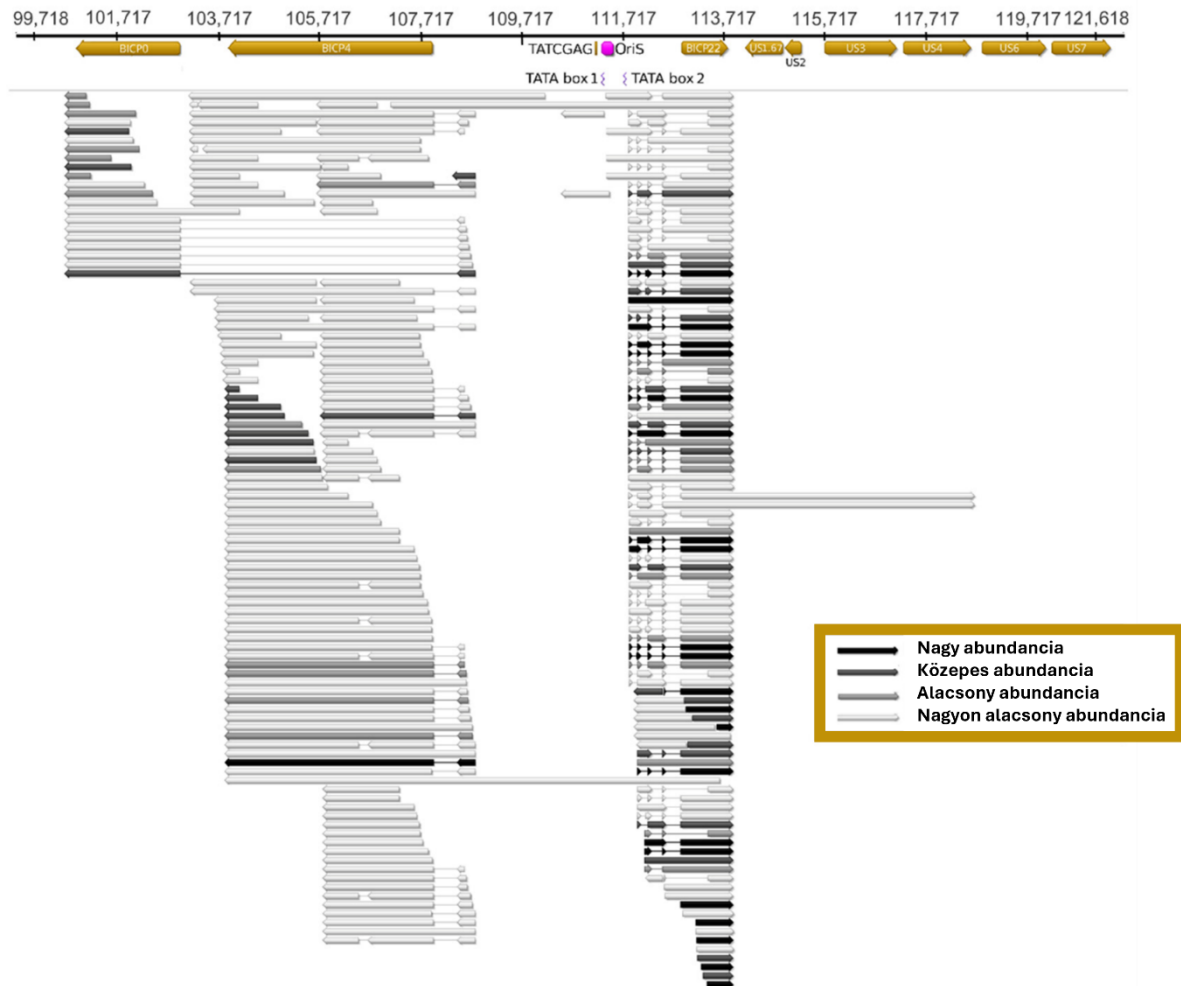 99,718 101,717 103,717 105,717 107,717 109,717 111,717 113,717 115,717 117,717 119,717 121,618
BICP0 BICP4 TATCGAG OriS BICP22 US1.67 US2 US3 US4 US6 US7
TATA box 1 TATA box 2
Nagy abundancia
Közepes abundancia
Alacsony abundancia
Nagyon alacsony abundancia